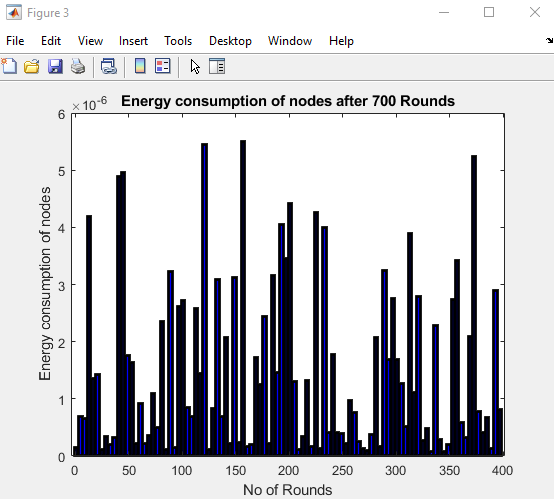 Figure 3
File Edit View Insert Tools Desktop Window Help
×10-6
Energy consumption of nodes after 700 Rounds
Energy consumption of nodes
6
5
4
3
2
1
0
0 50 100 150 200 250 300 350 400
No of Rounds